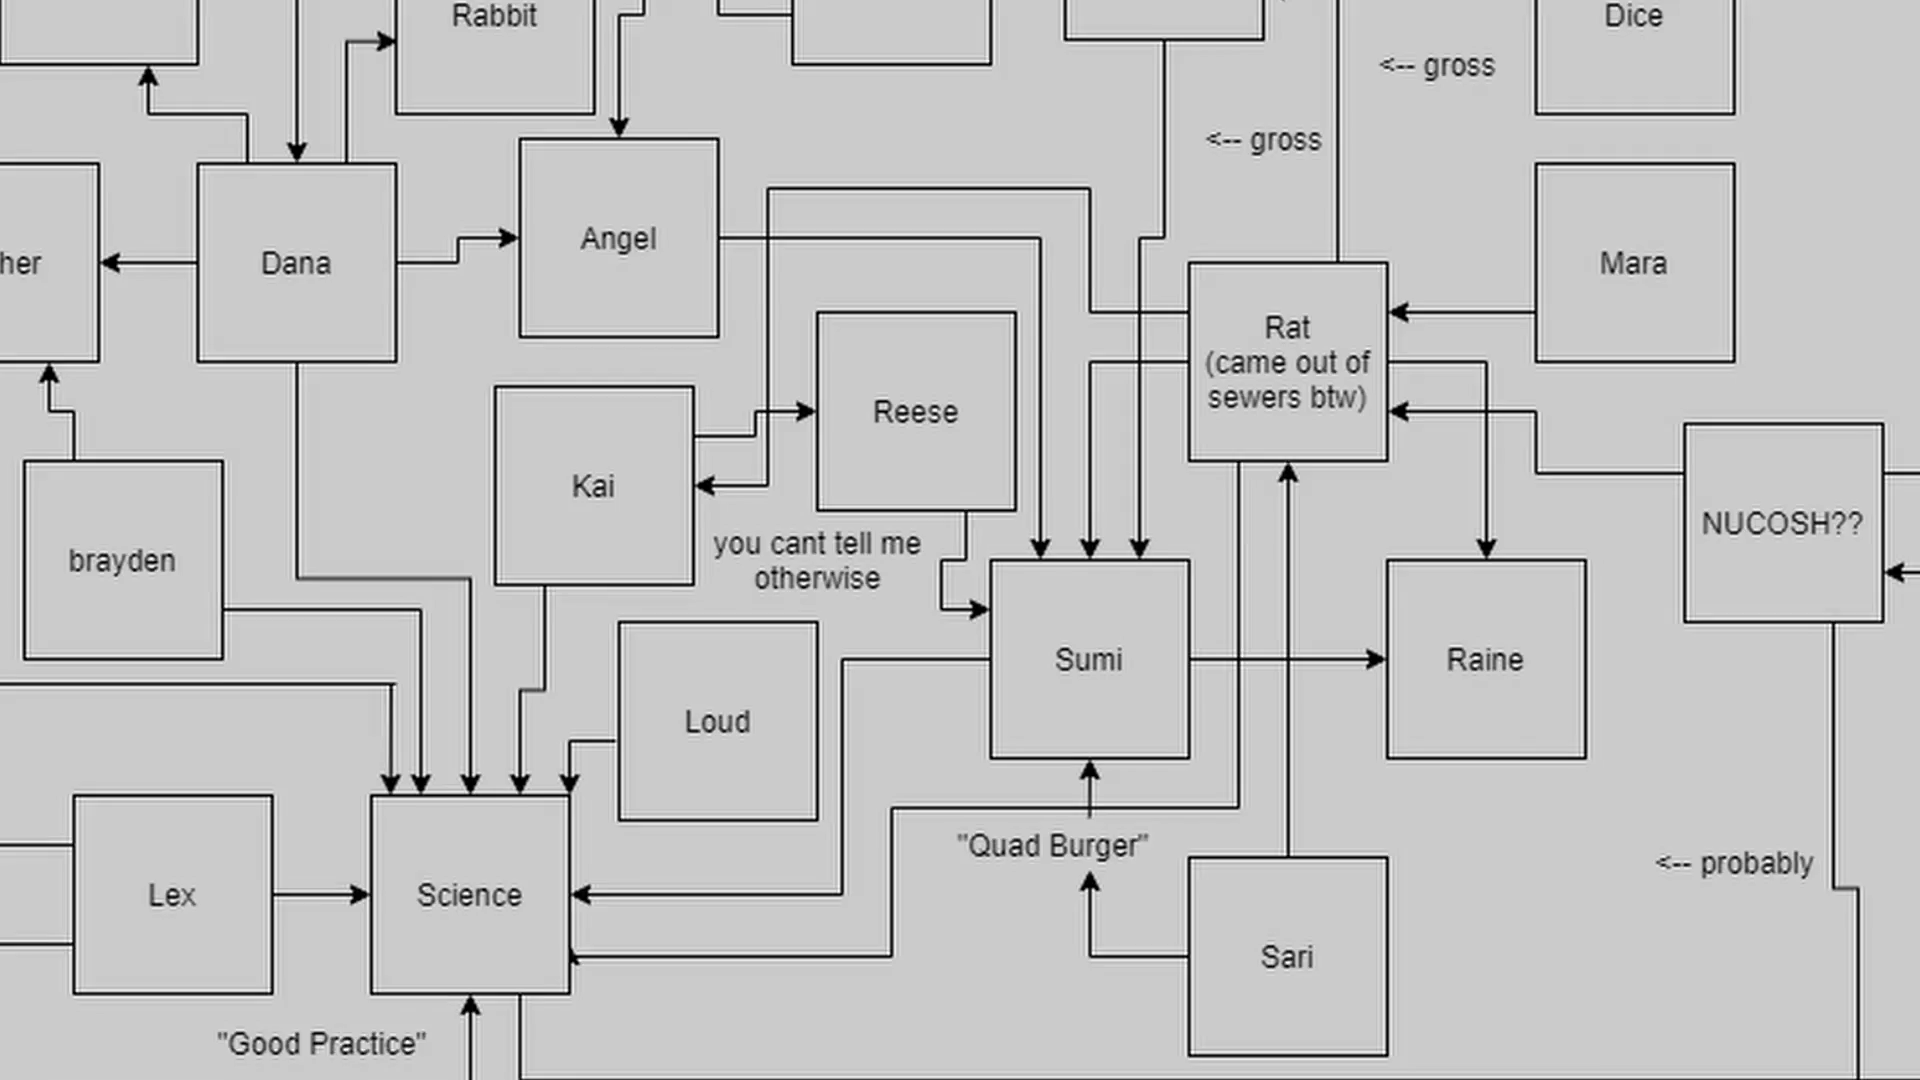 Rabbit
Dice
<-- gross
<-- gross
her
Dana
Angel
Mara
Rat
(came out of
sewers btw)
Reese
Kai
NUCOSH??
brayden
you cant tell me
otherwise
Sumi
Raine
Loud
"Quad Burger"
<-- probably
Lex
Science
Sari
"Good Practice"